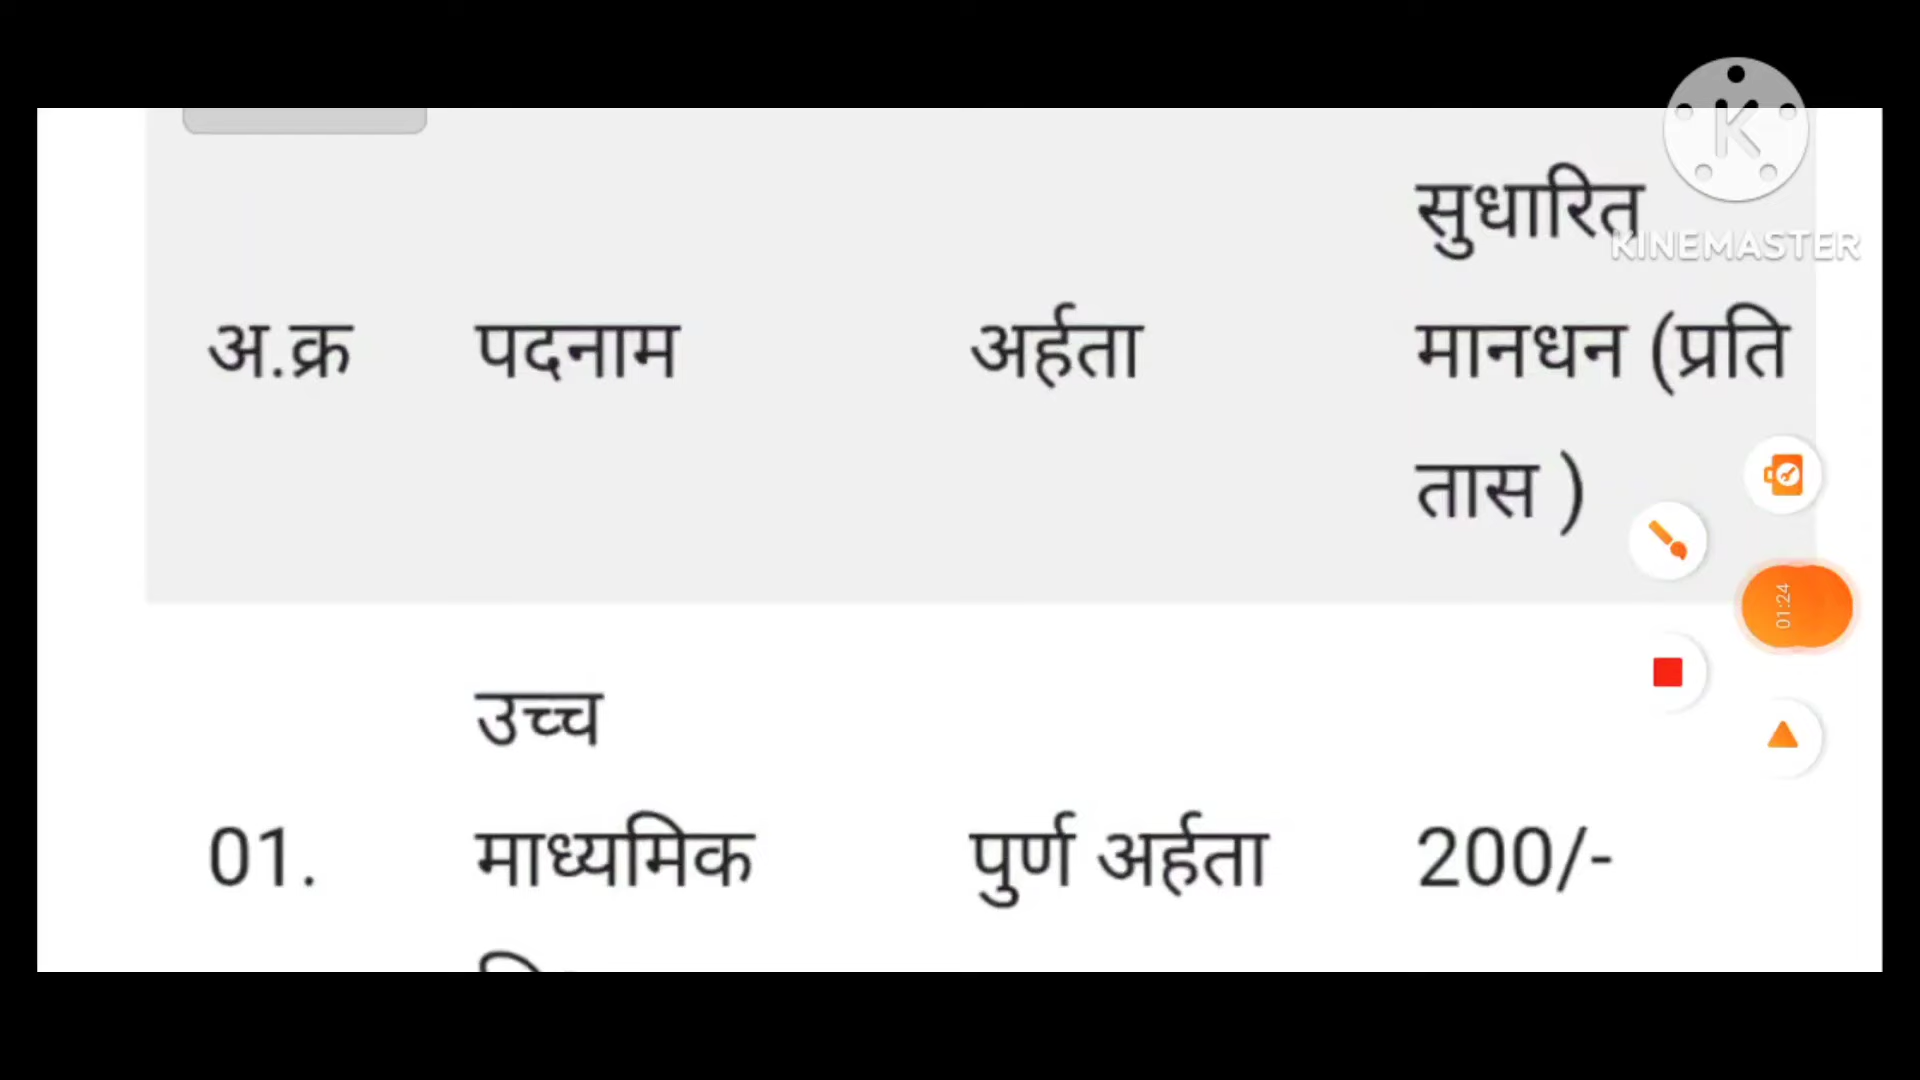 सुधारित
KINEMASTER
अ.क्र पदनाम अर्हता मानधन (प्रति
तास )
01:24
उच्च
01. माध्यमिक पुर्ण अर्हता 200/-